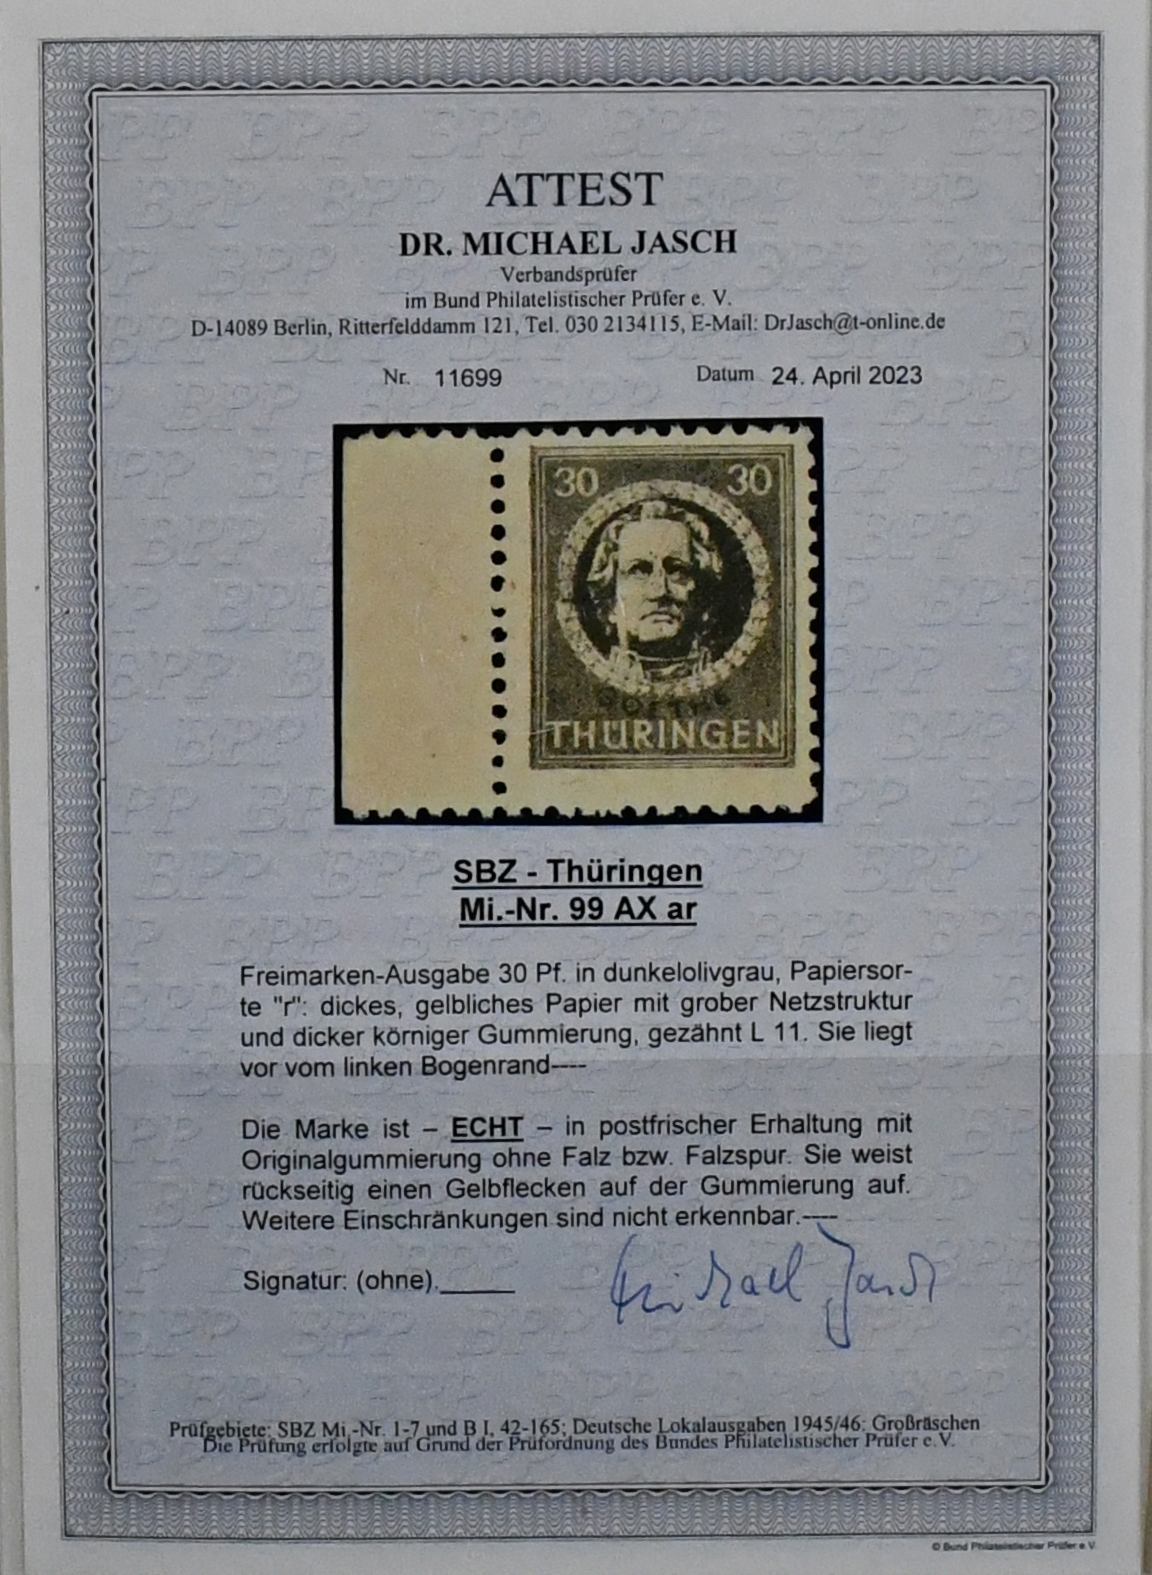 ATTEST
DR. MICHAEL JASCH
Verbandsprüfer
im Bund Philatelistischer Prüfer e. V.
D-14089 Berlin, Ritterfelddamm 121, Tel. 030 2134115, E-Mail: DrJasch@t-online.de
Nr. 11699 Datum 24. April 2023
30 30
GOETHE
THÜRINGEN
SBZ - Thüringen
Mi.-Nr. 99 AX ar
Freimarken-Ausgabe 30 Pf. in dunkelolivgrau, Papiersor-
te "r": dickes, gelbliches Papier mit grober Netzstruktur
und dicker körniger Gummierung, gezähnt L 11. Sie liegt
vor vom linken Bogenrand----
Die Marke ist – ECHT – in postfrischer Erhaltung mit
Originalgummierung ohne Falz bzw. Falzspur. Sie weist
rückseitig einen Gelbflecken auf der Gummierung auf.
Weitere Einschränkungen sind nicht erkennbar.----
Signatur: (ohne)._____
Michael Jasch
Prüfgebiete: SBZ Mi.-Nr. 1-7 und B I, 42-165; Deutsche Lokalausgaben 1945/46: Großräschen
Die Prüfung erfolgte auf Grund der Prüfordnung des Bundes Philatelistischer Prüfer e.V.
© Bund Philatelistischer Prüfer e.V.